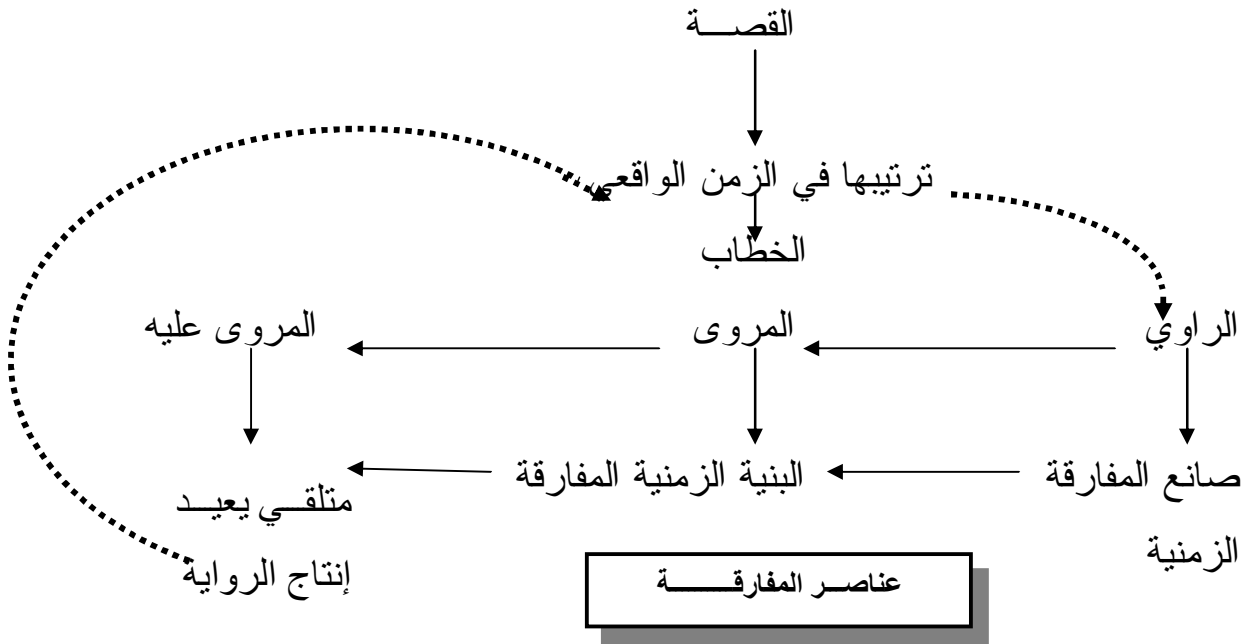 القصة
ترتيبها في الزمن الواقعي
الخطاب
الراوي
المروى
المروى عليه
صانع المفارقة
الزمنية
البنية الزمنية المفارقة
متلقي يعيد
إنتاج الرواية
عناصر المفارقة